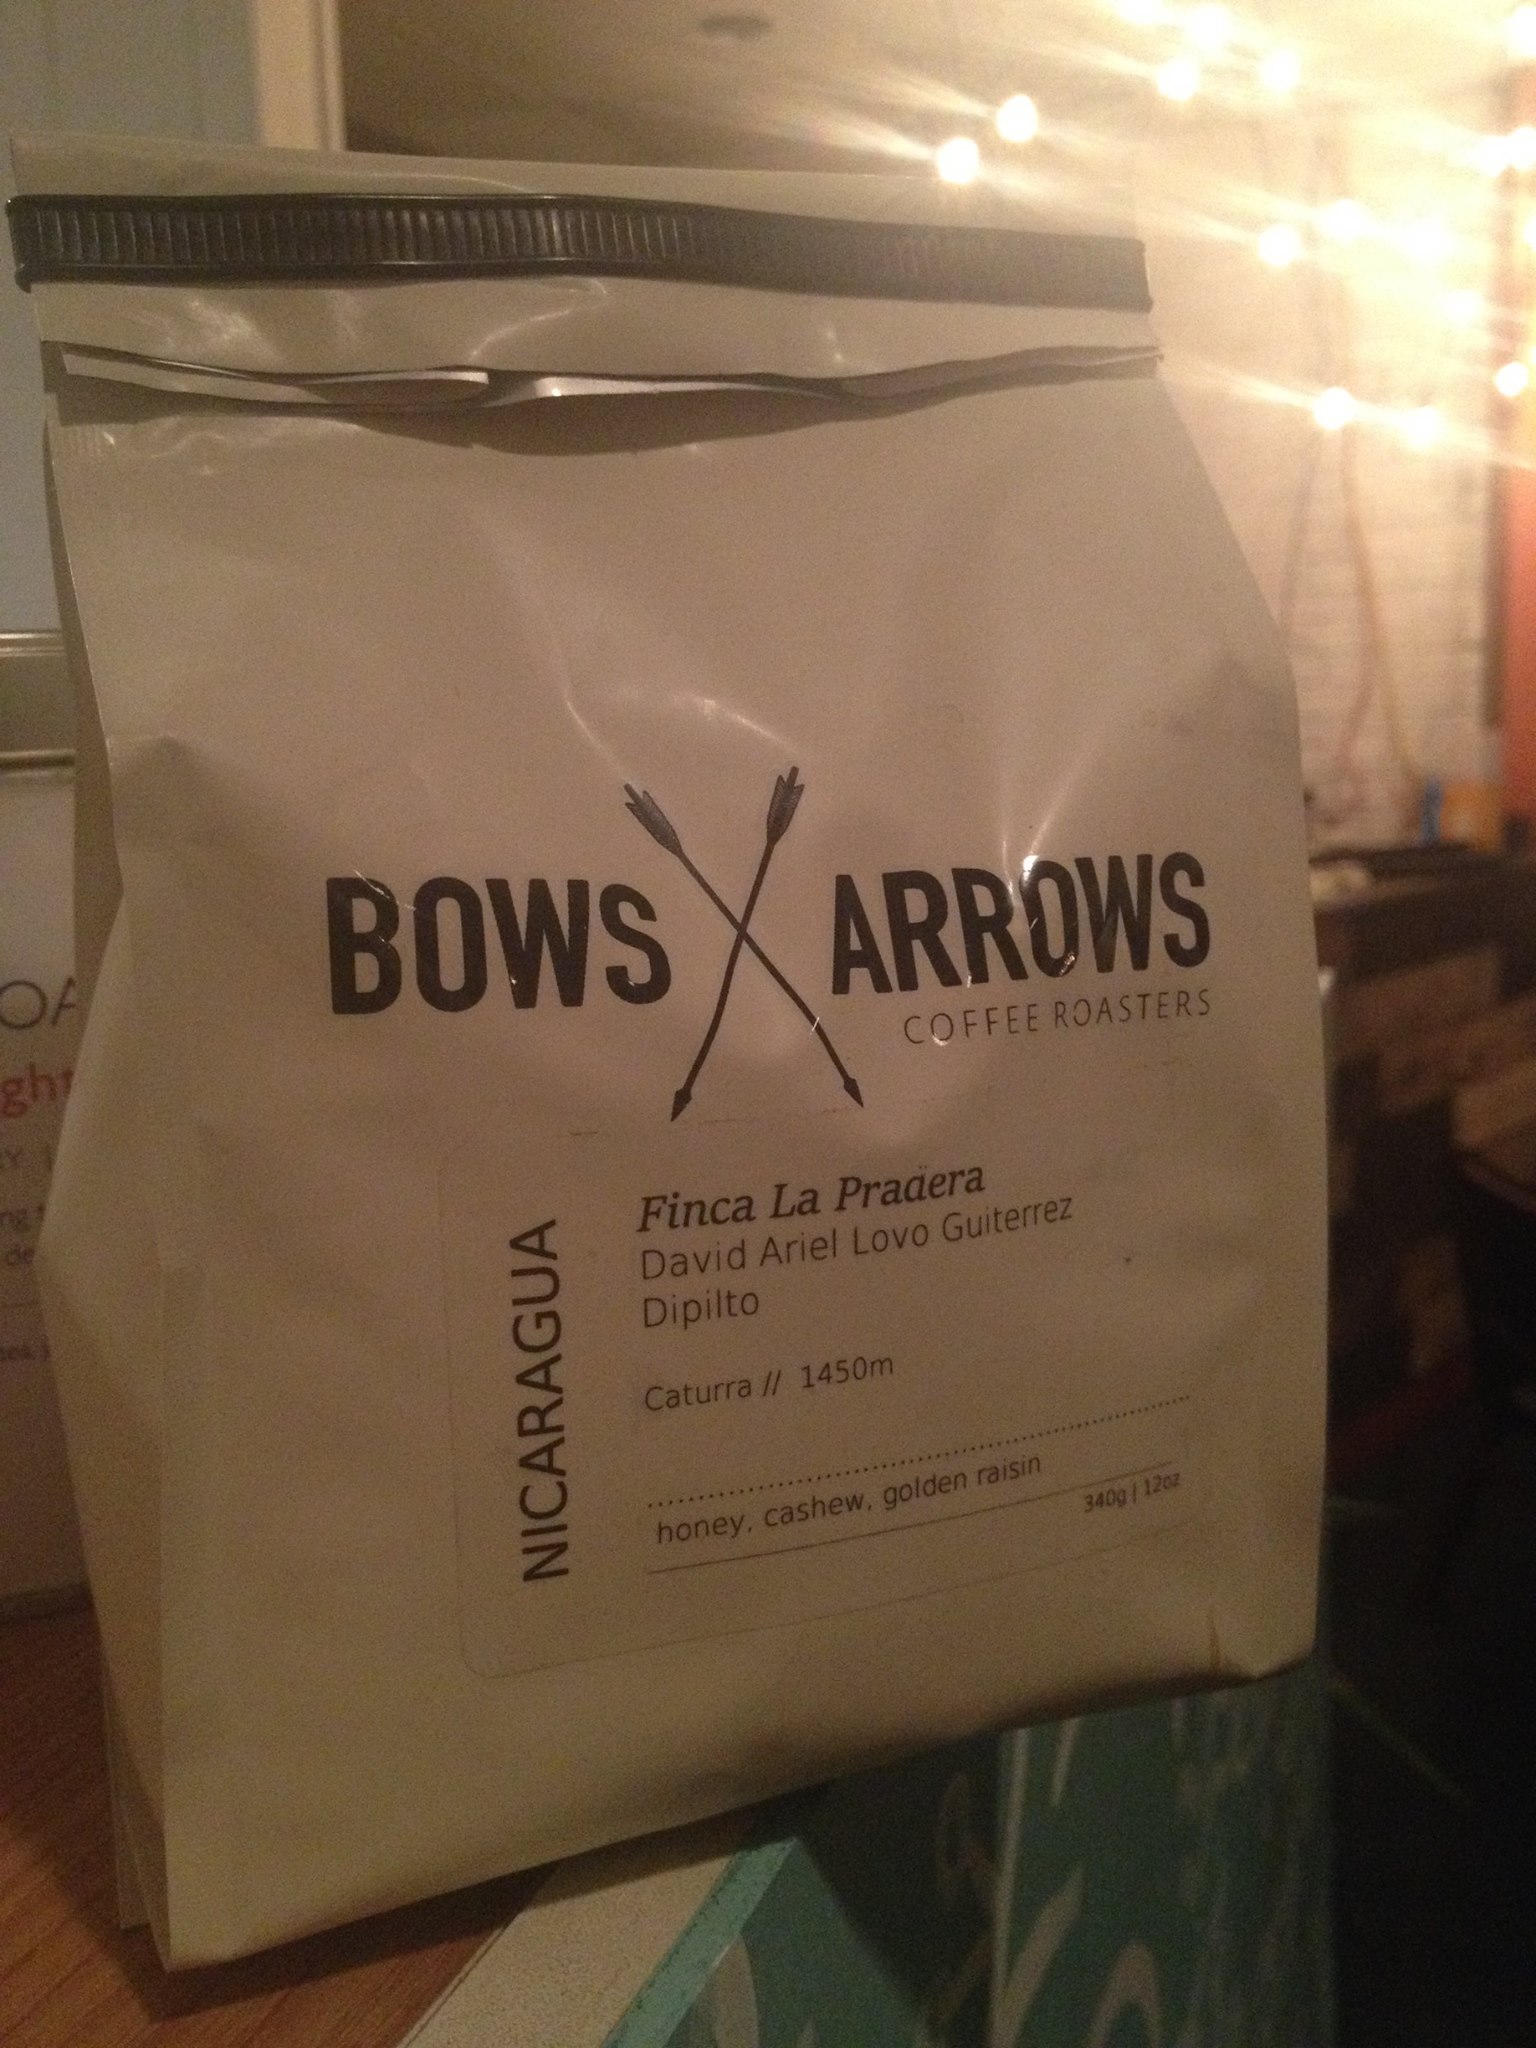 BOWS ARROWS
COFFEE ROASTERS
NICARAGUA
Finca La Pradera
David Ariel Lovo Guiterrez
Dipilto
Caturra // 1450m
honey, cashew, golden raisin
340g | 12oz